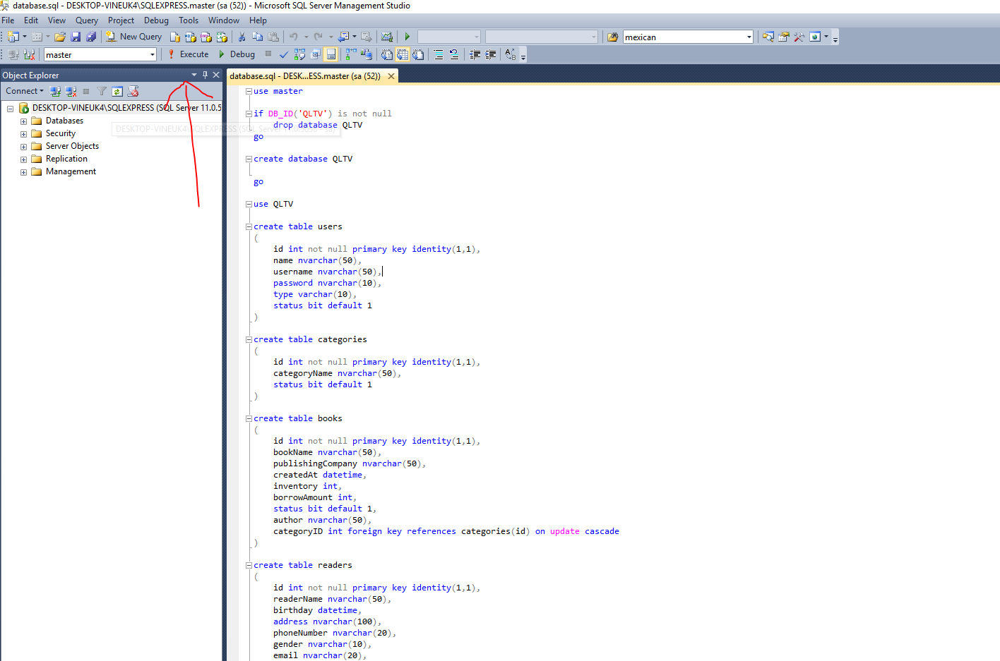 database.sql - DESKTOP-VINEUK4\SQLEXPRESS.master (sa (52)) - Microsoft SQL Server Management Studio
File Edit View Query Project Debug Tools Window Help
New Query mexican
master Execute Debug
Object Explorer
Connect
DESKTOP-VINEUK4\SQLEXPRESS (SQL Server 11.0.5
Databases
Security
Server Objects
Replication
Management
database.sql - DESK...ESS.master (sa (52))
use master
if DB_ID('QLTV') is not null
drop database QLTV
go
create database QLTV
go
use QLTV
create table users
(
id int not null primary key identity(1,1),
name nvarchar(50),
username nvarchar(50),
password nvarchar(10),
type varchar(10),
status bit default 1
)
create table categories
(
id int not null primary key identity(1,1),
categoryName nvarchar(50),
status bit default 1
)
create table books
(
id int not null primary key identity(1,1),
bookName nvarchar(50),
publishingCompany nvarchar(50),
createdAt datetime,
inventory int,
borrowAmount int,
status bit default 1,
author nvarchar(50),
categoryID int foreign key references categories(id) on update cascade
)
create table readers
(
id int not null primary key identity(1,1),
readerName nvarchar(50),
birthday datetime,
address nvarchar(100),
phoneNumber nvarchar(20),
gender nvarchar(10),
email nvarchar(20),